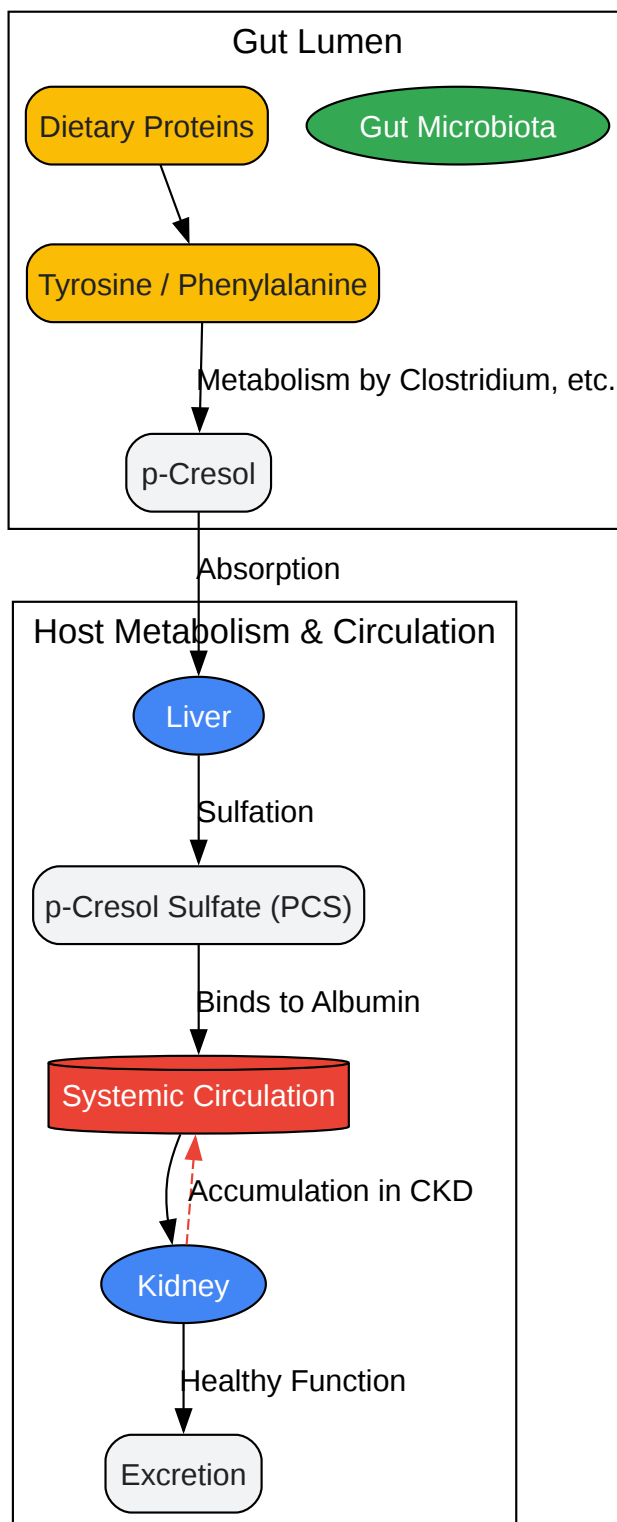 Gut Lumen
Dietary Proteins
Gut Microbiota
Tyrosine / Phenylalanine
Metabolism by Clostridium, etc.
p-Cresol
Absorption
Host Metabolism & Circulation
Liver
Sulfation
p-Cresol Sulfate (PCS)
Binds to Albumin
Systemic Circulation
Accumulation in CKD
Kidney
Healthy Function
Excretion